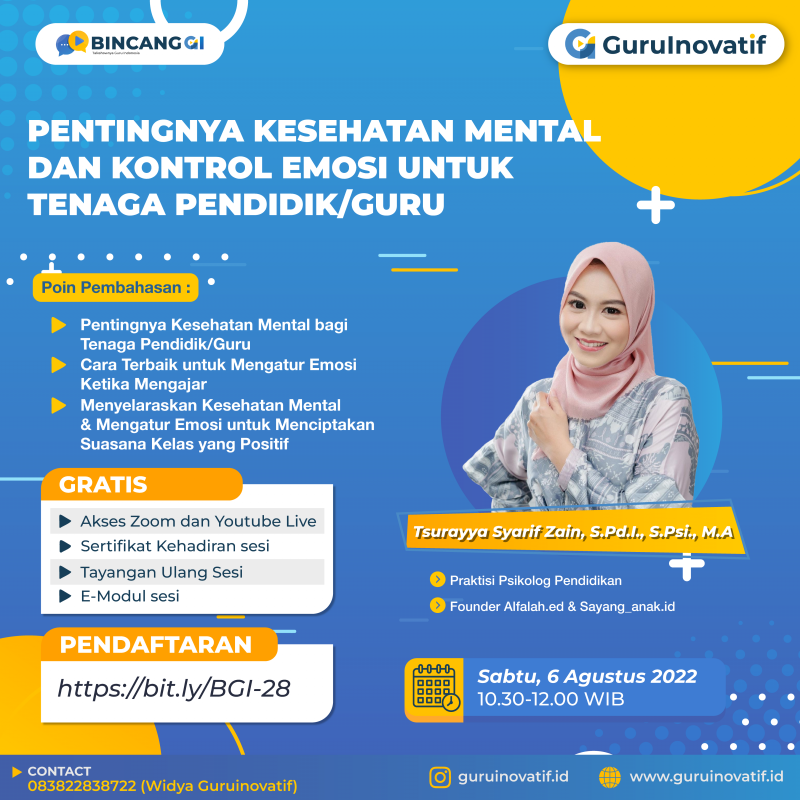 BINCANG GI
GuruInovatif
PENTINGNYA KESEHATAN MENTAL
DAN KONTROL EMOSI UNTUK
TENAGA PENDIDIK/GURU
Poin Pembahasan :
Pentingnya Kesehatan Mental bagi
Tenaga Pendidik/Guru
Cara Terbaik untuk Mengatur Emosi
Ketika Mengajar
Menyelaraskan Kesehatan Mental
& Mengatur Emosi untuk Menciptakan
Suasana Kelas yang Positif
GRATIS
Akses Zoom dan Youtube Live
Sertifikat Kehadiran sesi
Tayangan Ulang Sesi
E-Modul sesi
PENDAFTARAN
https://bit.ly/BGI-28
Tsurayya Syarif Zain, S.Pd.I., S.Psi., M.A
Praktisi Psikolog Pendidikan
Founder Alfalah.ed & Sayang_anak.id
Sabtu, 6 Agustus 2022
10.30-12.00 WIB
CONTACT
083822838722 (Widya Guruinovatif)
guruinovatif.id
www.guruinovatif.id